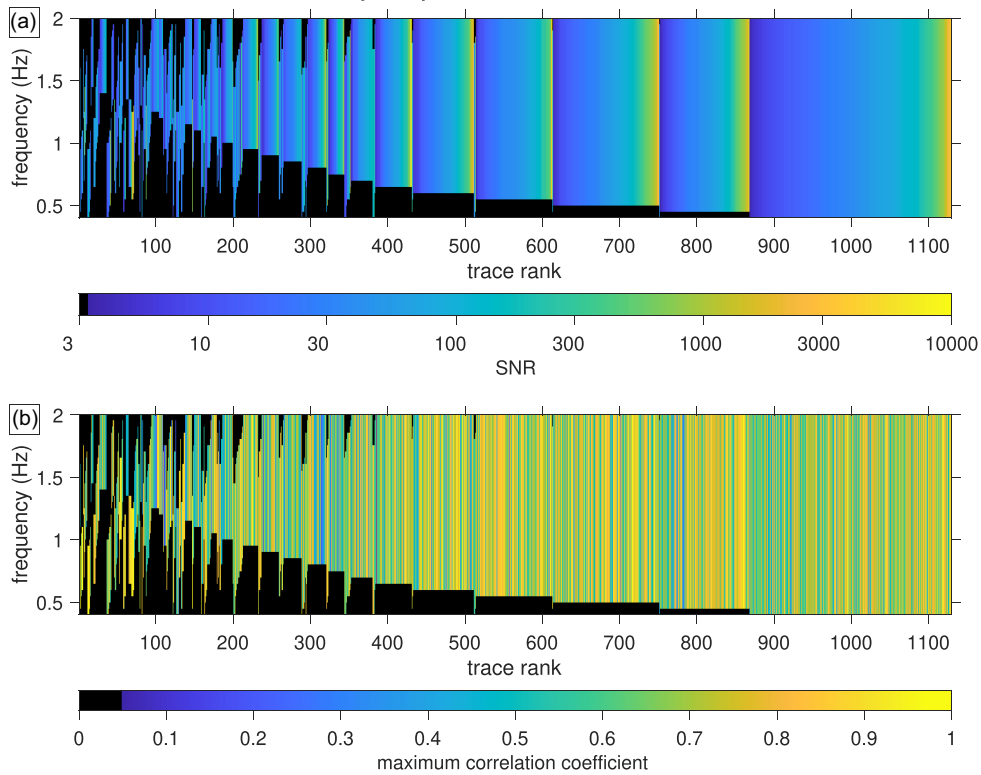 (a)
2
1.5
1
0.5
frequency (Hz)
100 200 300 400 500 600 700 800 900 1000 1100
trace rank
3 10 30 100 300 1000 3000 10000
SNR
(b)
2
1.5
1
0.5
frequency (Hz)
100 200 300 400 500 600 700 800 900 1000 1100
trace rank
0 0.1 0.2 0.3 0.4 0.5 0.6 0.7 0.8 0.9 1
maximum correlation coefficient